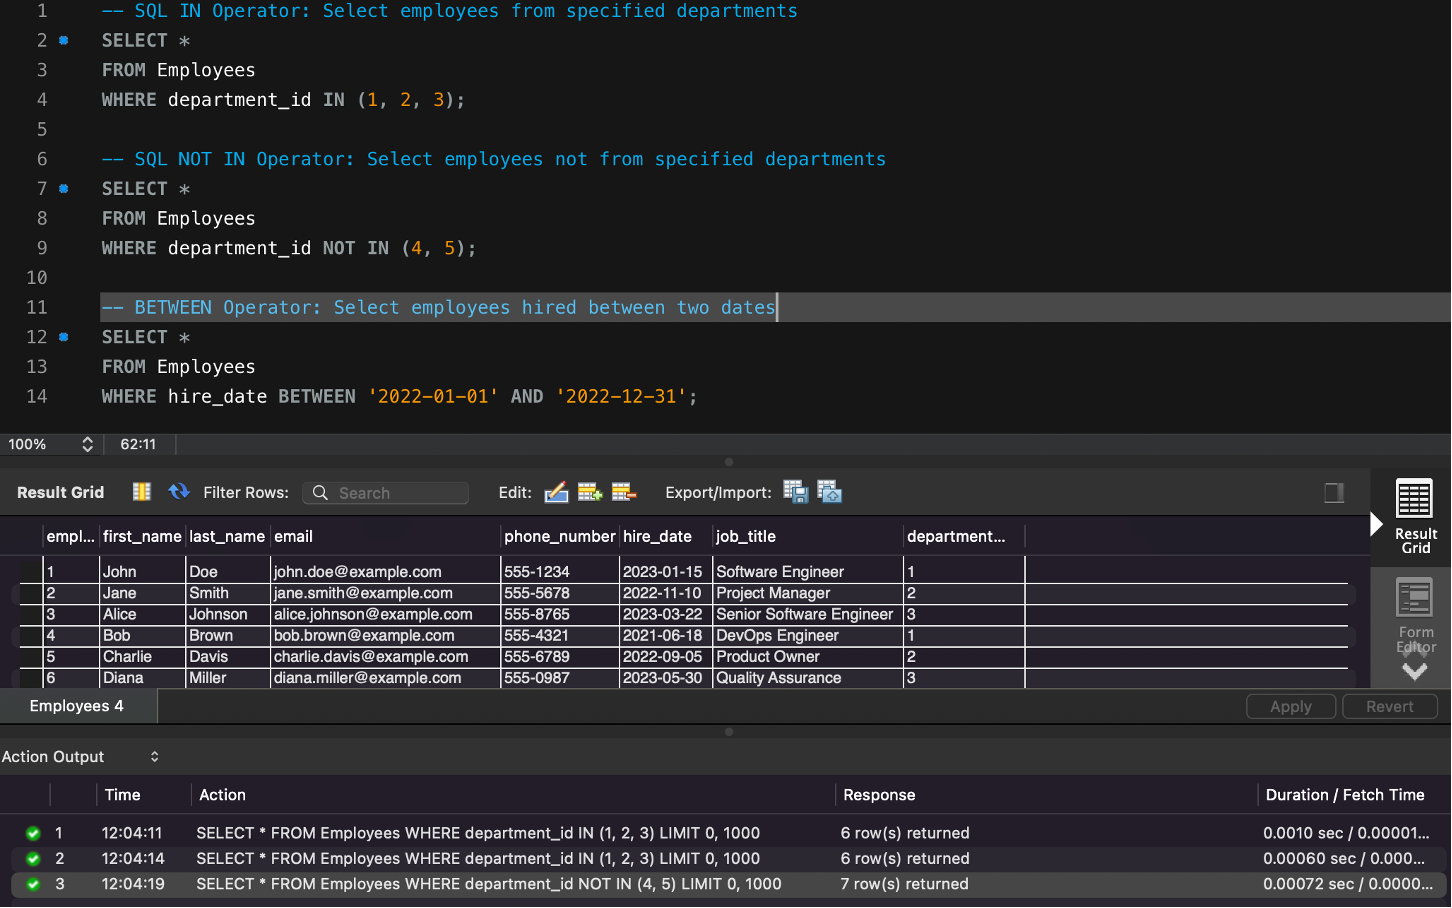 1 -- SQL IN Operator: Select employees from specified departments
2 SELECT *
3 FROM Employees
4 WHERE department_id IN (1, 2, 3);
5
6 -- SQL NOT IN Operator: Select employees not from specified departments
7 SELECT *
8 FROM Employees
9 WHERE department_id NOT IN (4, 5);
10
11 -- BETWEEN Operator: Select employees hired between two dates
12 SELECT *
13 FROM Employees
14 WHERE hire_date BETWEEN '2022-01-01' AND '2022-12-31';
100% 62:11
Result Grid Filter Rows: Search Edit: Export/Import:
Result Grid
Form Editor
empl... first_name last_name email phone_number hire_date job_title department...
1 John Doe john.doe@example.com 555-1234 2023-01-15 Software Engineer 1
2 Jane Smith jane.smith@example.com 555-5678 2022-11-10 Project Manager 2
3 Alice Johnson alice.johnson@example.com 555-8765 2023-03-22 Senior Software Engineer 3
4 Bob Brown bob.brown@example.com 555-4321 2021-06-18 DevOps Engineer 1
5 Charlie Davis charlie.davis@example.com 555-6789 2022-09-05 Product Owner 2
6 Diana Miller diana.miller@example.com 555-0987 2023-05-30 Quality Assurance 3
Employees 4 Apply Revert
Action Output
Time Action Response Duration / Fetch Time
1 12:04:11 SELECT * FROM Employees WHERE department_id IN (1, 2, 3) LIMIT 0, 1000 6 row(s) returned 0.0010 sec / 0.00001...
2 12:04:14 SELECT * FROM Employees WHERE department_id IN (1, 2, 3) LIMIT 0, 1000 6 row(s) returned 0.00060 sec / 0.000...
3 12:04:19 SELECT * FROM Employees WHERE department_id NOT IN (4, 5) LIMIT 0, 1000 7 row(s) returned 0.00072 sec / 0.0000...